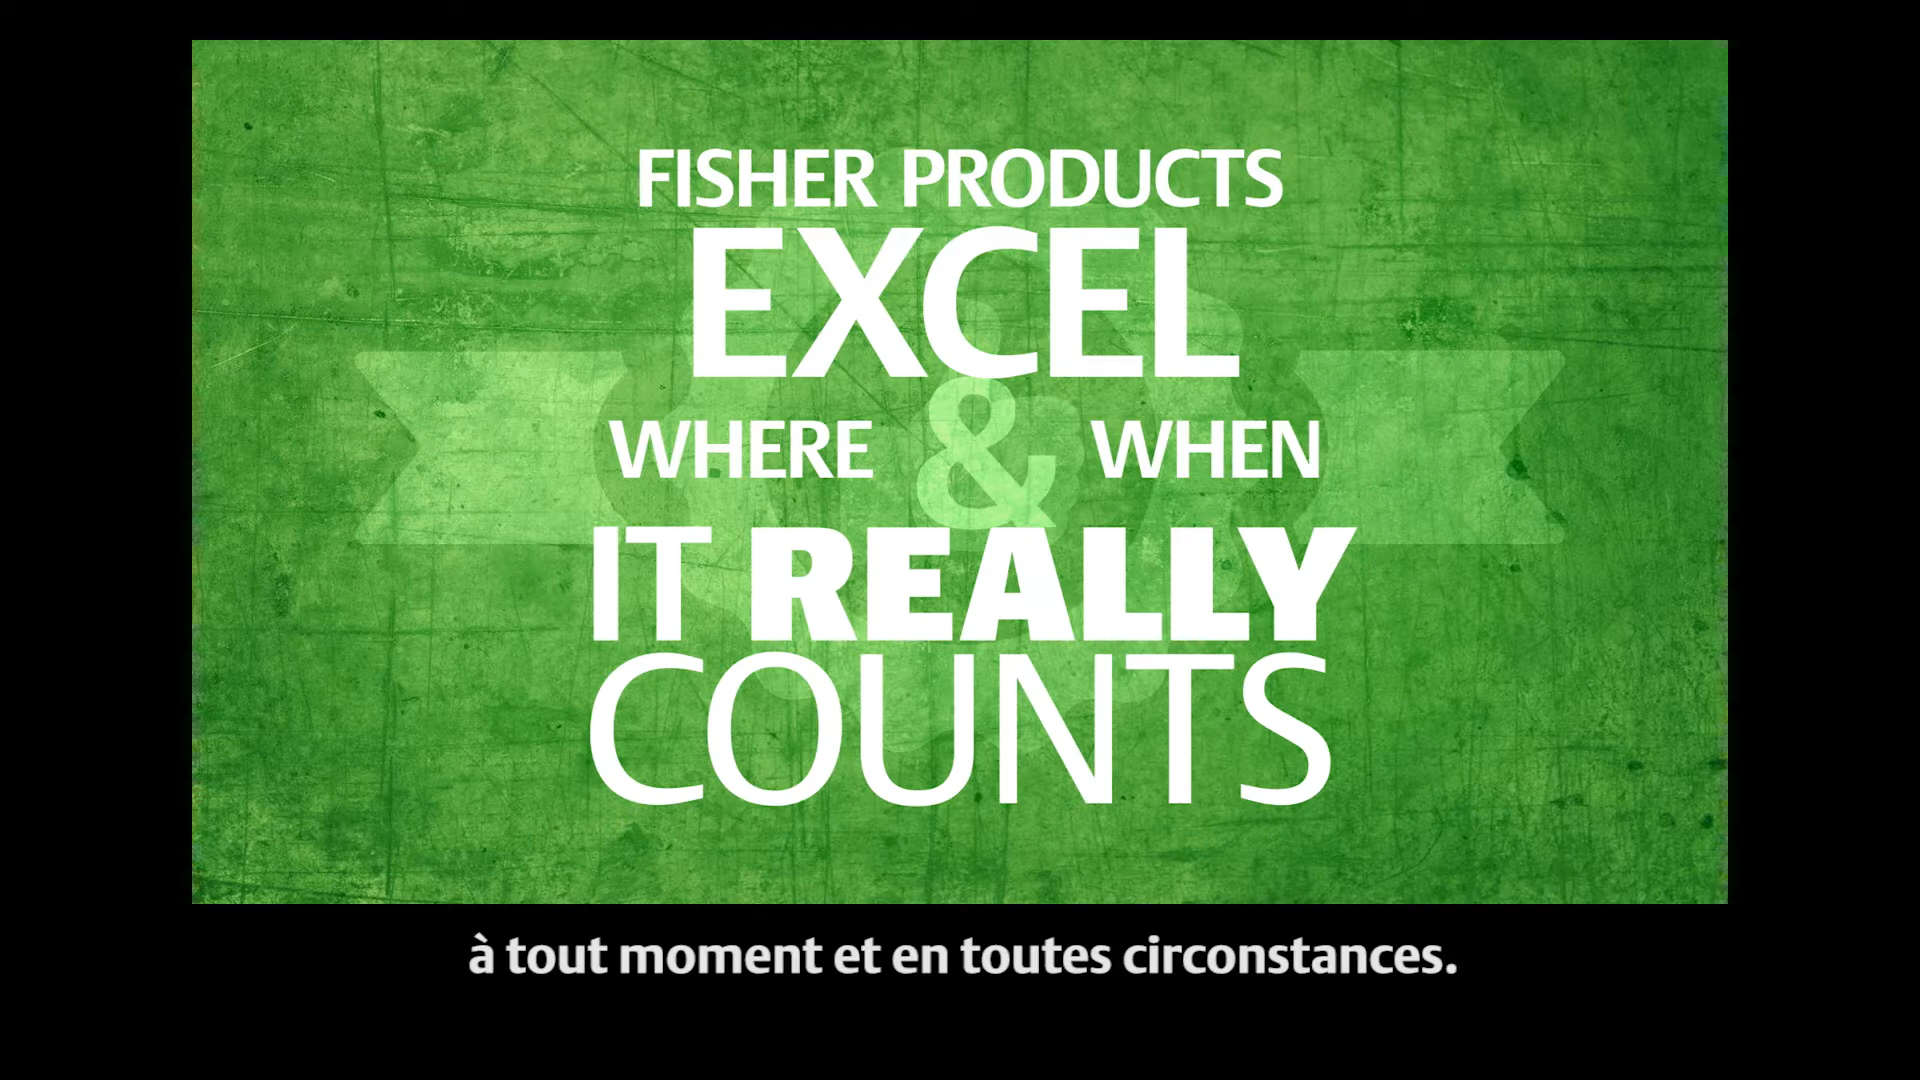 FISHER PRODUCTS
EXCEL
WHERE & WHEN
IT REALLY
COUNTS
à tout moment et en toutes circonstances.